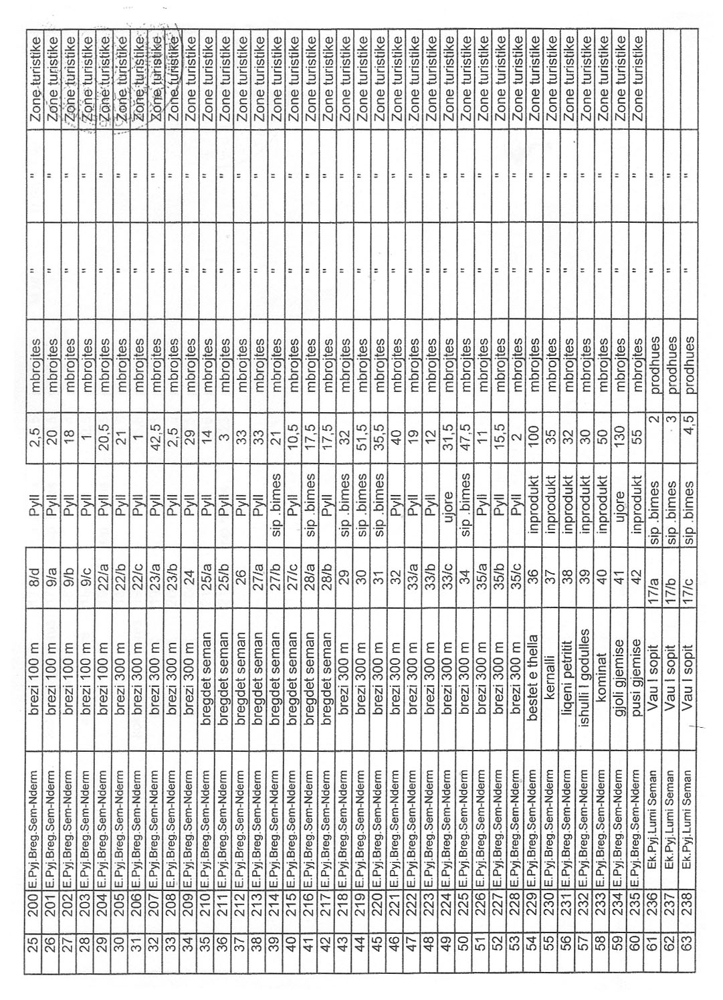 25 200 E.Pyj.Breg.Sem-Nderm brezi 100 m 8/d Pyll 2,5 mbrojtes " " Zone turistike
26 201 E.Pyj.Breg.Sem-Nderm brezi 100 m 9/a Pyll 20 mbrojtes " " Zone turistike
27 202 E.Pyj.Breg.Sem-Nderm brezi 100 m 9/b Pyll 18 mbrojtes " " Zone turistike
28 203 E.Pyj.Breg.Sem-Nderm brezi 100 m 9/c Pyll 1 mbrojtes " " Zone turistike
29 204 E.Pyj.Breg.Sem-Nderm brezi 100 m 22/a Pyll 20,5 mbrojtes " " Zone turistike
30 205 E.Pyj.Breg.Sem-Nderm brezi 300 m 22/b Pyll 21 mbrojtes " " Zone turistike
31 206 E.Pyj.Breg.Sem-Nderm brezi 300 m 22/c Pyll 1 mbrojtes " " Zone turistike
32 207 E.Pyj.Breg.Sem-Nderm brezi 300 m 23/a Pyll 42,5 mbrojtes " " Zone turistike
33 208 E.Pyj.Breg.Sem-Nderm brezi 300 m 23/b Pyll 2,5 mbrojtes " " Zone turistike
34 209 E.Pyj.Breg.Sem-Nderm brezi 300 m 24 Pyll 29 mbrojtes " " Zone turistike
35 210 E.Pyj.Breg.Sem-Nderm bregdet seman 25/a Pyll 14 mbrojtes " " Zone turistike
36 211 E.Pyj.Breg.Sem-Nderm bregdet seman 25/b Pyll 3 mbrojtes " " Zone turistike
37 212 E.Pyj.Breg.Sem-Nderm bregdet seman 26 Pyll 33 mbrojtes " " Zone turistike
38 213 E.Pyj.Breg.Sem-Nderm bregdet seman 27/a Pyll 33 mbrojtes " " Zone turistike
39 214 E.Pyj.Breg.Sem-Nderm bregdet seman 27/b sip .bimes 21 mbrojtes " " Zone turistike
40 215 E.Pyj.Breg.Sem-Nderm bregdet seman 27/c Pyll 10,5 mbrojtes " " Zone turistike
41 216 E.Pyj.Breg.Sem-Nderm bregdet seman 28/a sip .bimes 17,5 mbrojtes " " Zone turistike
42 217 E.Pyj.Breg.Sem-Nderm bregdet seman 28/b Pyll 17,5 mbrojtes " " Zone turistike
43 218 E.Pyj.Breg.Sem-Nderm brezi 300 m 29 sip .bimes 32 mbrojtes " " Zone turistike
44 219 E.Pyj.Breg.Sem-Nderm brezi 300 m 30 sip .bimes 51,5 mbrojtes " " Zone turistike
45 220 E.Pyj.Breg.Sem-Nderm brezi 300 m 31 sip .bimes 35,5 mbrojtes " " Zone turistike
46 221 E.Pyj.Breg.Sem-Nderm brezi 300 m 32 Pyll 40 mbrojtes " " Zone turistike
47 222 E.Pyj.Breg.Sem-Nderm brezi 300 m 33/a Pyll 19 mbrojtes " " Zone turistike
48 223 E.Pyj.Breg.Sem-Nderm brezi 300 m 33/b Pyll 12 mbrojtes " " Zone turistike
49 224 E.Pyj.Breg.Sem-Nderm brezi 300 m 33/c ujore 31,5 mbrojtes " " Zone turistike
50 225 E.Pyj.Breg.Sem-Nderm brezi 300 m 34 sip .bimes 47,5 mbrojtes " " Zone turistike
51 226 E.Pyj.Breg.Sem-Nderm brezi 300 m 35/a Pyll 11 mbrojtes " " Zone turistike
52 227 E.Pyj.Breg.Sem-Nderm brezi 300 m 35/b Pyll 15,5 mbrojtes " " Zone turistike
53 228 E.Pyj.Breg.Sem-Nderm brezi 300 m 35/c Pyll 2 mbrojtes " " Zone turistike
54 229 E.Pyj.Breg.Sem-Nderm bestet e thella 36 inprodukt 100 mbrojtes " " Zone turistike
55 230 E.Pyj.Breg.Sem-Nderm kernalli 37 inprodukt 35 mbrojtes " " Zone turistike
56 231 E.Pyj.Breg.Sem-Nderm liqeni petritit 38 inprodukt 32 mbrojtes " " Zone turistike
57 232 E.Pyj.Breg.Sem-Nderm ishulli I godulles 39 inprodukt 30 mbrojtes " " Zone turistike
58 233 E.Pyj.Breg.Sem-Nderm kominat 40 inprodukt 50 mbrojtes " " Zone turistike
59 234 E.Pyj.Breg.Sem-Nderm gjoli gjemise 41 ujore 130 mbrojtes " " Zone turistike
60 235 E.Pyj.Breg.Sem-Nderm pusi gjemise 42 inprodukt 55 mbrojtes " " Zone turistike
61 236 Ek.Pyj.Lumi Seman Vau I sopit 17/a sip .bimes 2 prodhues " "
62 237 Ek.Pyj.Lumi Seman Vau I sopit 17/b sip .bimes 3 prodhues " "
63 238 Ek.Pyj.Lumi Seman Vau I sopit 17/c sip .bimes 4,5 prodhues " "